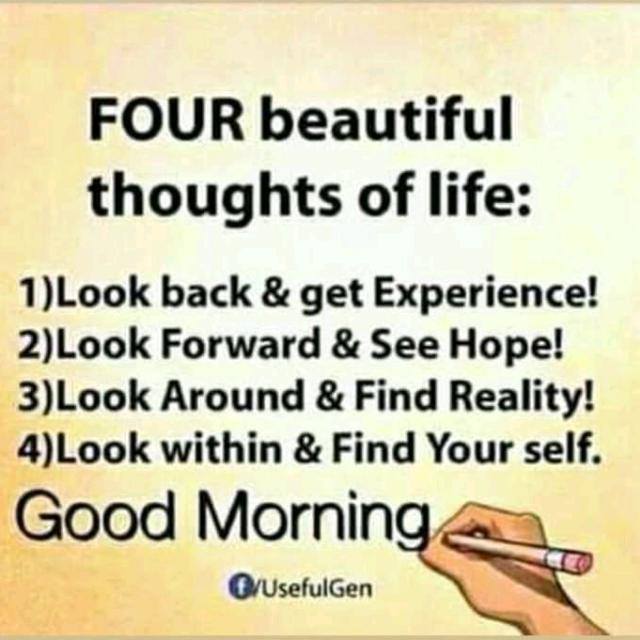 FOUR beautiful
thoughts of life:
1)Look back & get Experience!
2)Look Forward & See Hope!
3)Look Around & Find Reality!
4)Look within & Find Your self.
Good Morning
f/UsefulGen